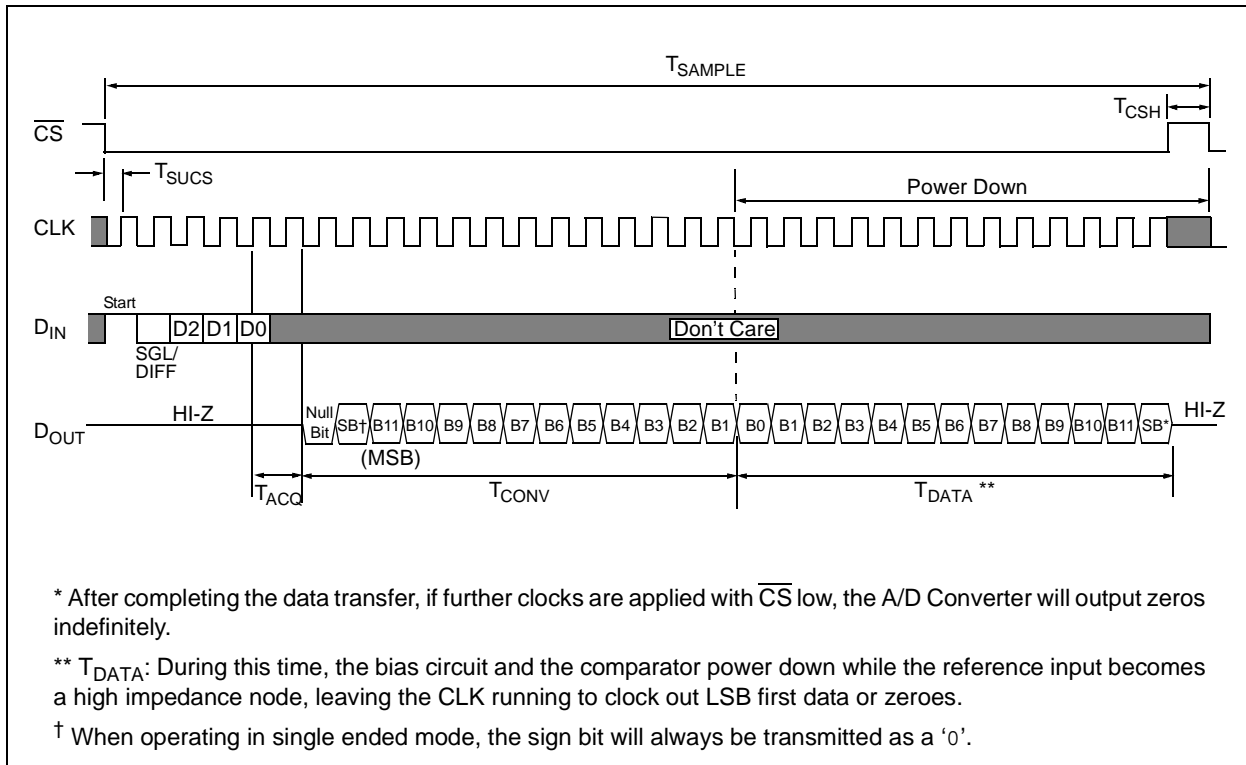 TSAMPLE
TCSH
CS
TSUCS
Power Down
CLK
Start
DIN
D2 D1 D0
Don't Care
SGL/
DIFF
HI-Z
DOUT
Null
Bit
SB† B11 B10 B9 B8 B7 B6 B5 B4 B3 B2 B1 B0 B1 B2 B3 B4 B5 B6 B7 B8 B9 B10 B11 SB*
HI-Z
(MSB)
TACQ
TCONV
TDATA **
* After completing the data transfer, if further clocks are applied with CS low, the A/D Converter will output zeros
indefinitely.
** TDATA: During this time, the bias circuit and the comparator power down while the reference input becomes
a high impedance node, leaving the CLK running to clock out LSB first data or zeroes.
† When operating in single ended mode, the sign bit will always be transmitted as a ‘0’.